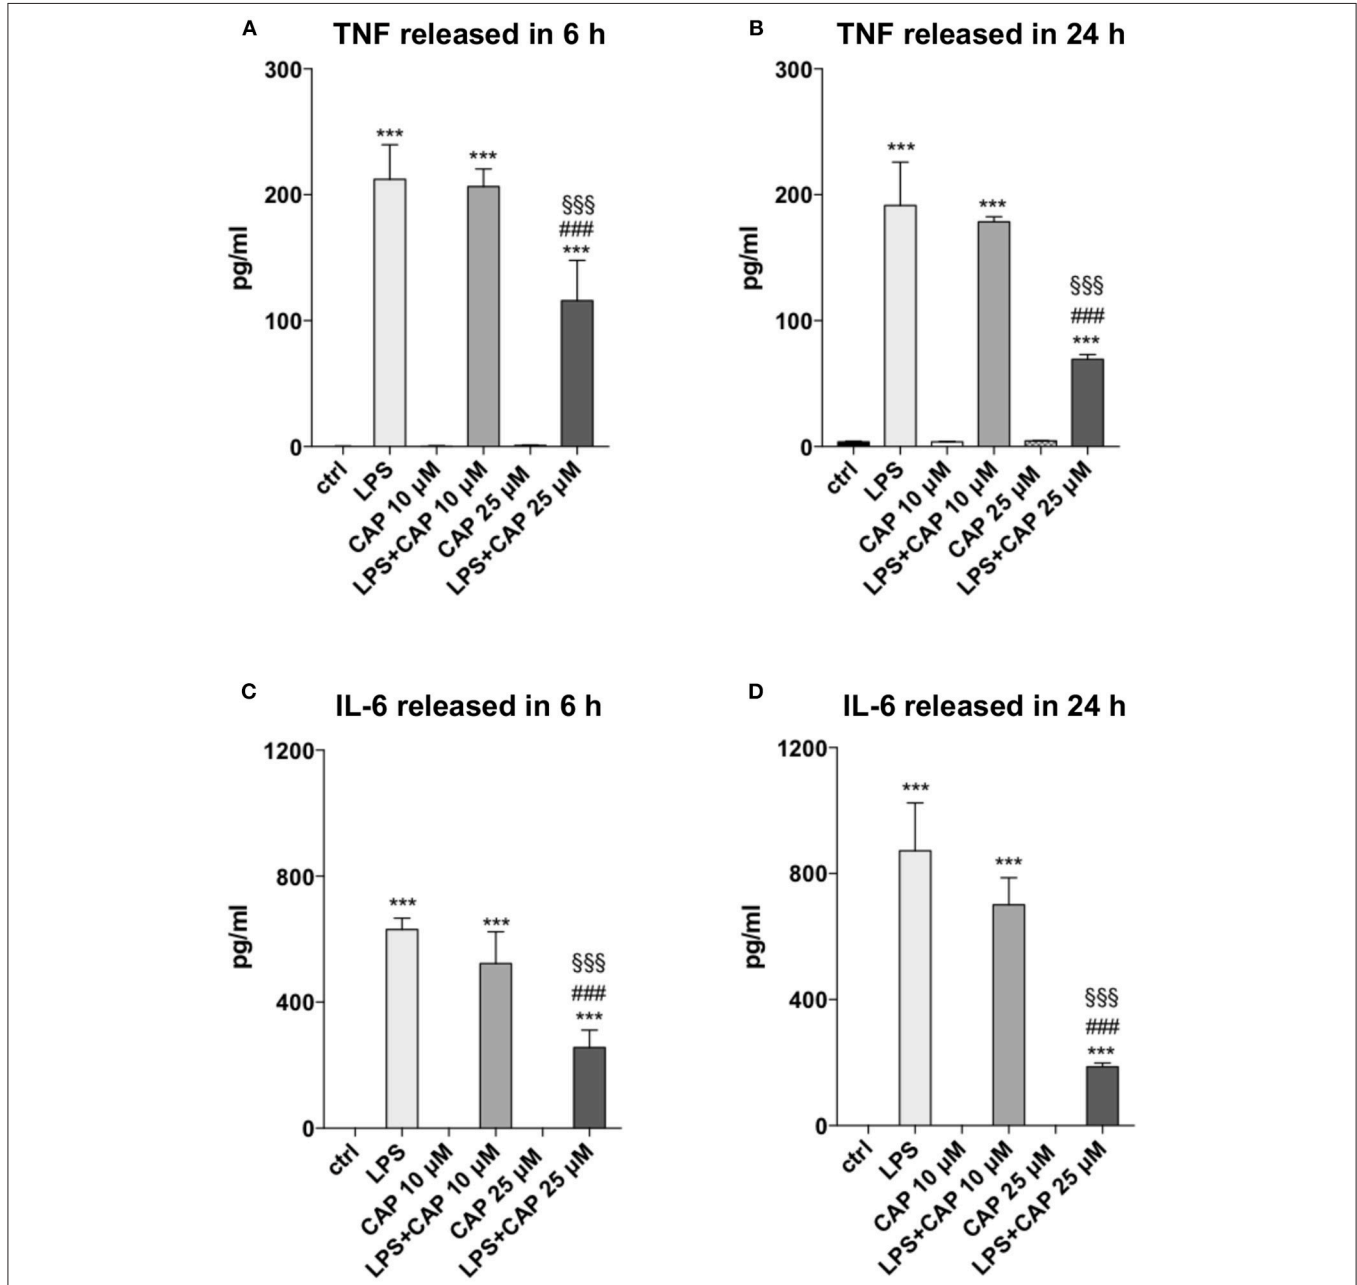 A TNF released in 6 h
300
200
100
0
pg/ml
***
***
§§§
###
***
ctrl
LPS
CAP 10 µM
LPS+CAP 10 µM
CAP 25 µM
LPS+CAP 25 µM
B TNF released in 24 h
300
200
100
0
pg/ml
***
***
§§§
###
***
ctrl
LPS
CAP 10 µM
LPS+CAP 10 µM
CAP 25 µM
LPS+CAP 25 µM
C IL-6 released in 6 h
1200
800
400
0
pg/ml
***
***
§§§
###
***
ctrl
LPS
CAP 10 µM
LPS+CAP 10 µM
CAP 25 µM
LPS+CAP 25 µM
D IL-6 released in 24 h
1200
800
400
0
pg/ml
***
***
§§§
###
***
ctrl
LPS
CAP 10 µM
LPS+CAP 10 µM
CAP 25 µM
LPS+CAP 25 µM